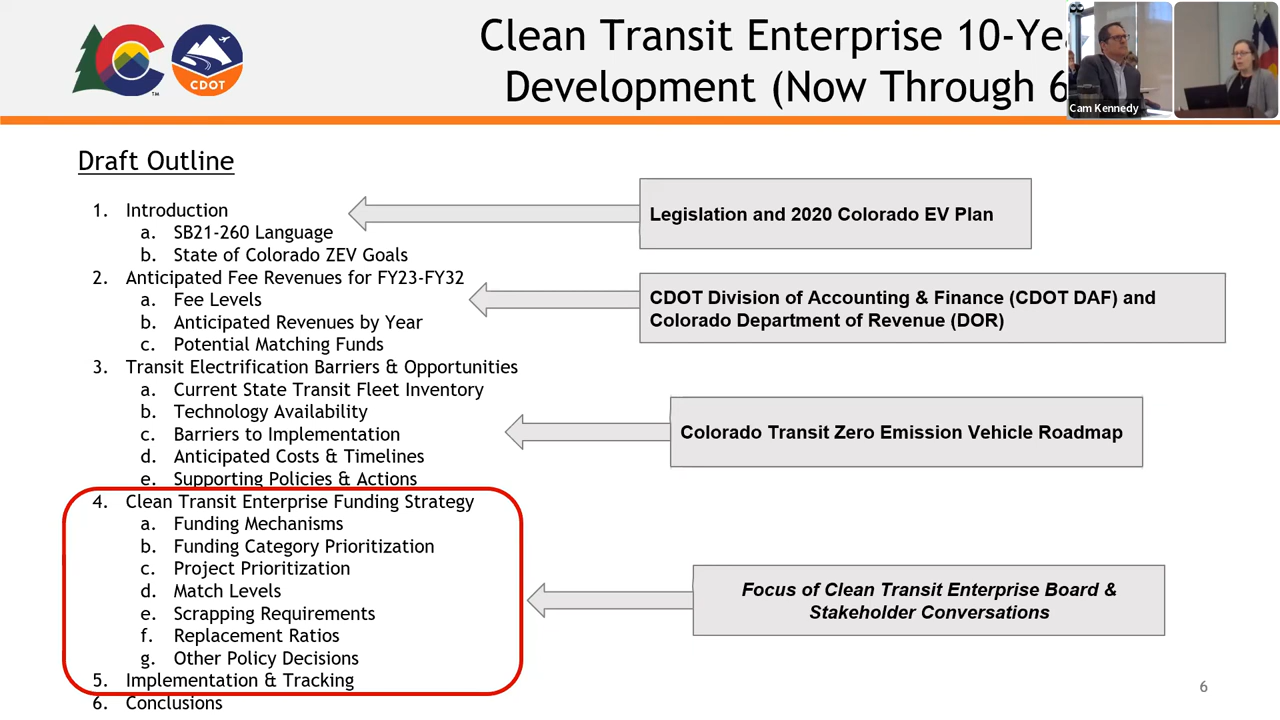 Clean Transit Enterprise 10-Ye
Development (Now Through 6
Cam Kennedy
CDOT
TM
Draft Outline
1. Introduction
a. SB21-260 Language
b. State of Colorado ZEV Goals
2. Anticipated Fee Revenues for FY23-FY32
a. Fee Levels
b. Anticipated Revenues by Year
c. Potential Matching Funds
3. Transit Electrification Barriers & Opportunities
a. Current State Transit Fleet Inventory
b. Technology Availability
c. Barriers to Implementation
d. Anticipated Costs & Timelines
e. Supporting Policies & Actions
4. Clean Transit Enterprise Funding Strategy
a. Funding Mechanisms
b. Funding Category Prioritization
c. Project Prioritization
d. Match Levels
e. Scrapping Requirements
f. Replacement Ratios
g. Other Policy Decisions
5. Implementation & Tracking
6. Conclusions
Legislation and 2020 Colorado EV Plan
CDOT Division of Accounting & Finance (CDOT DAF) and
Colorado Department of Revenue (DOR)
Colorado Transit Zero Emission Vehicle Roadmap
Focus of Clean Transit Enterprise Board &
Stakeholder Conversations
6